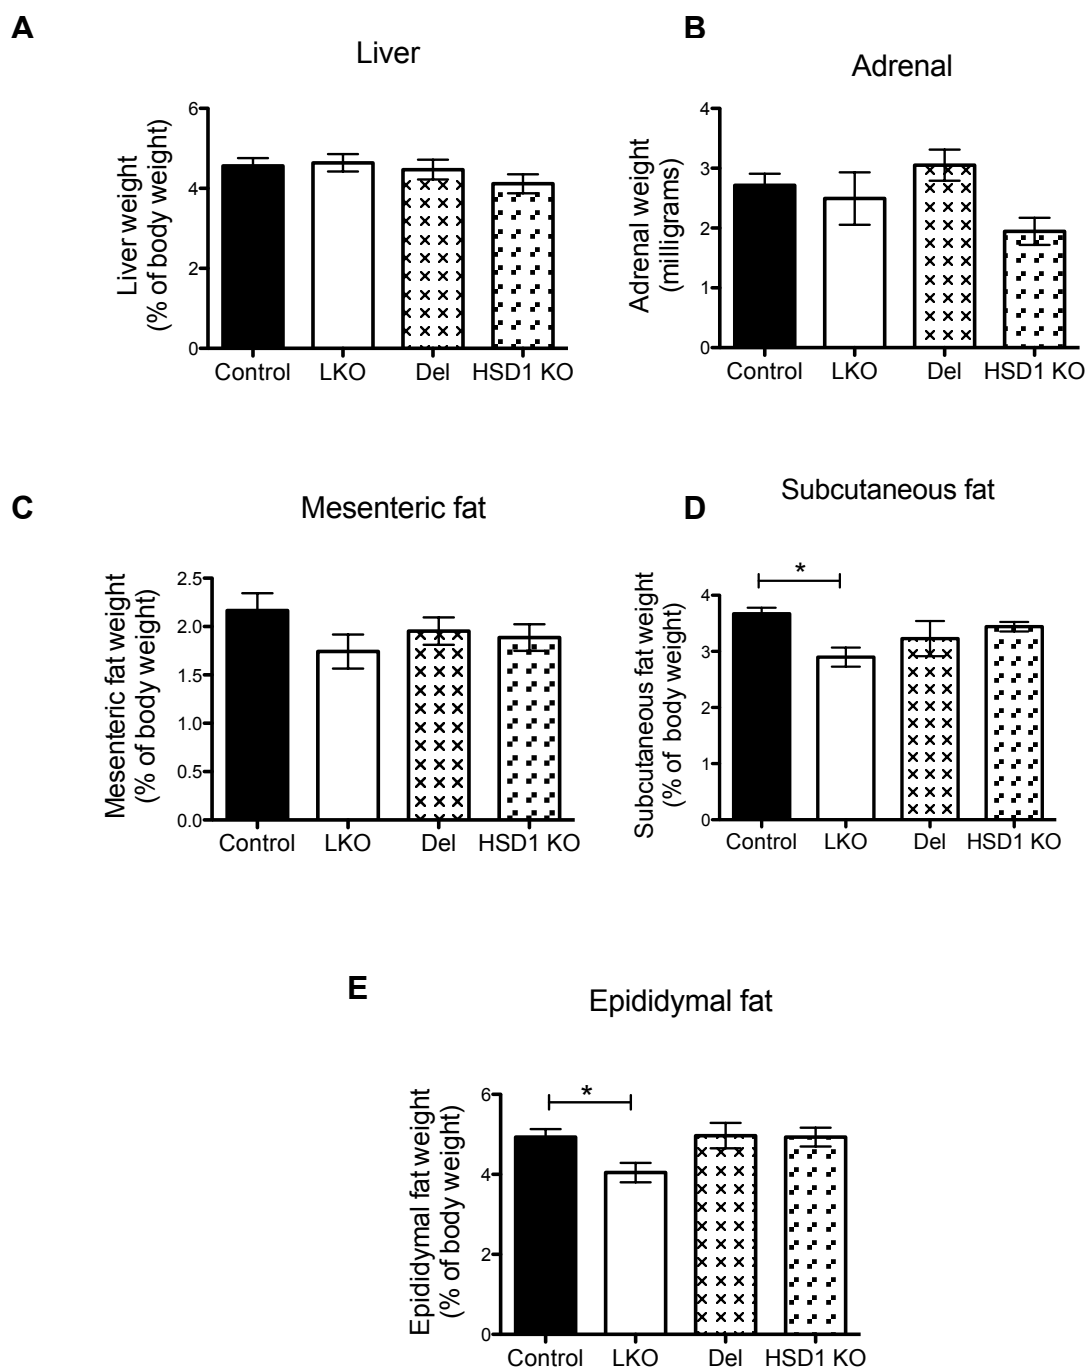 A
Liver
Liver weight
(% of body weight)
6
4
2
0
Control LKO Del HSD1 KO
B
Adrenal
Adrenal weight
(milligrams)
4
3
2
1
0
Control LKO Del HSD1 KO
C
Mesenteric fat
Mesenteric fat weight
(% of body weight)
2.5
2.0
1.5
1.0
0.5
0.0
Control LKO Del HSD1 KO
D
Subcutaneous fat
Subcutaneous fat weight
(% of body weight)
*
4
3
2
1
0
Control LKO Del HSD1 KO
E
Epididymal fat
Epididymal fat weight
(% of body weight)
*
6
4
2
0
Control LKO Del HSD1 KO